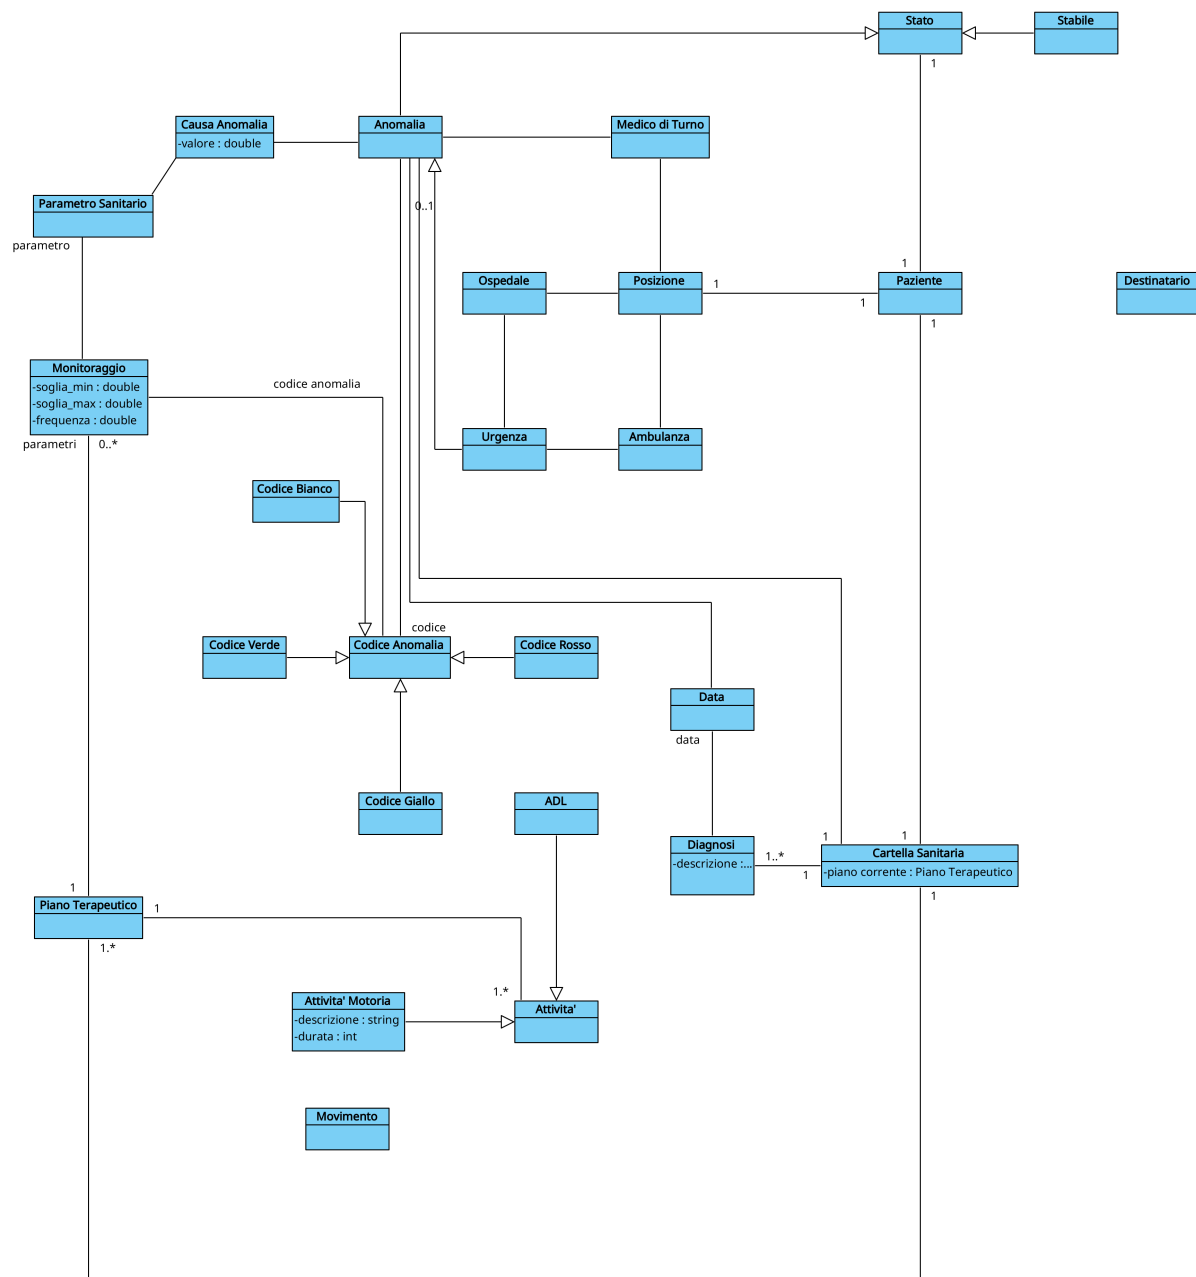 Stato
Stabile
1
Causa Anomalia
-valore : double
Anomalia
Medico di Turno
Parametro Sanitario
0..1
parametro
1
Ospedale
Posizione
1
1
Paziente
Destinatario
1
Monitoraggio
-soglia_min : double
-soglia_max : double
-frequenza : double
codice anomalia
parametri
0..*
Urgenza
Ambulanza
Codice Bianco
codice
Codice Verde
Codice Anomalia
Codice Rosso
Data
data
Codice Giallo
ADL
1
1
Diagnosi
-descrizione :...
1..*
1
Cartella Sanitaria
-piano corrente : Piano Terapeutico
1
1
Piano Terapeutico
1
1.*
1.*
Attivita' Motoria
-descrizione : string
-durata : int
Attivita'
Movimento